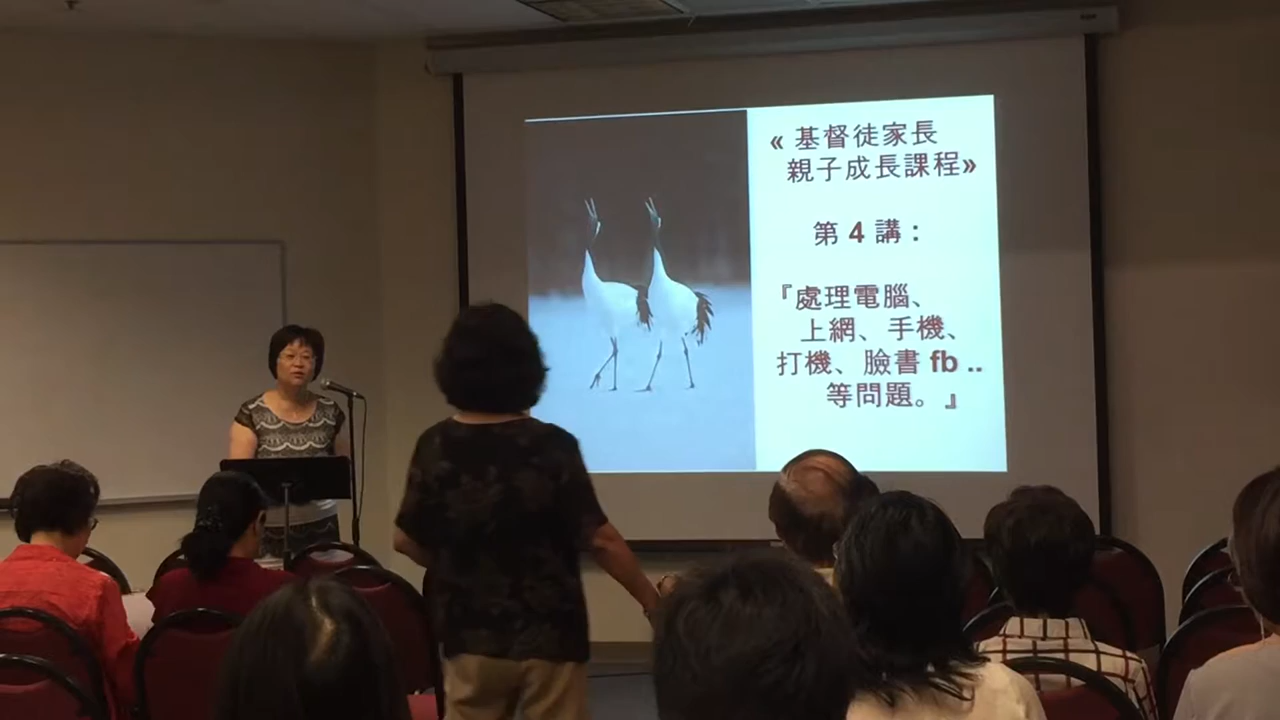 « 基督徒家長
親子成長課程»
第 4 講 :
『處理電腦、
上網、手機、
打機、臉書 fb ..
等問題。』